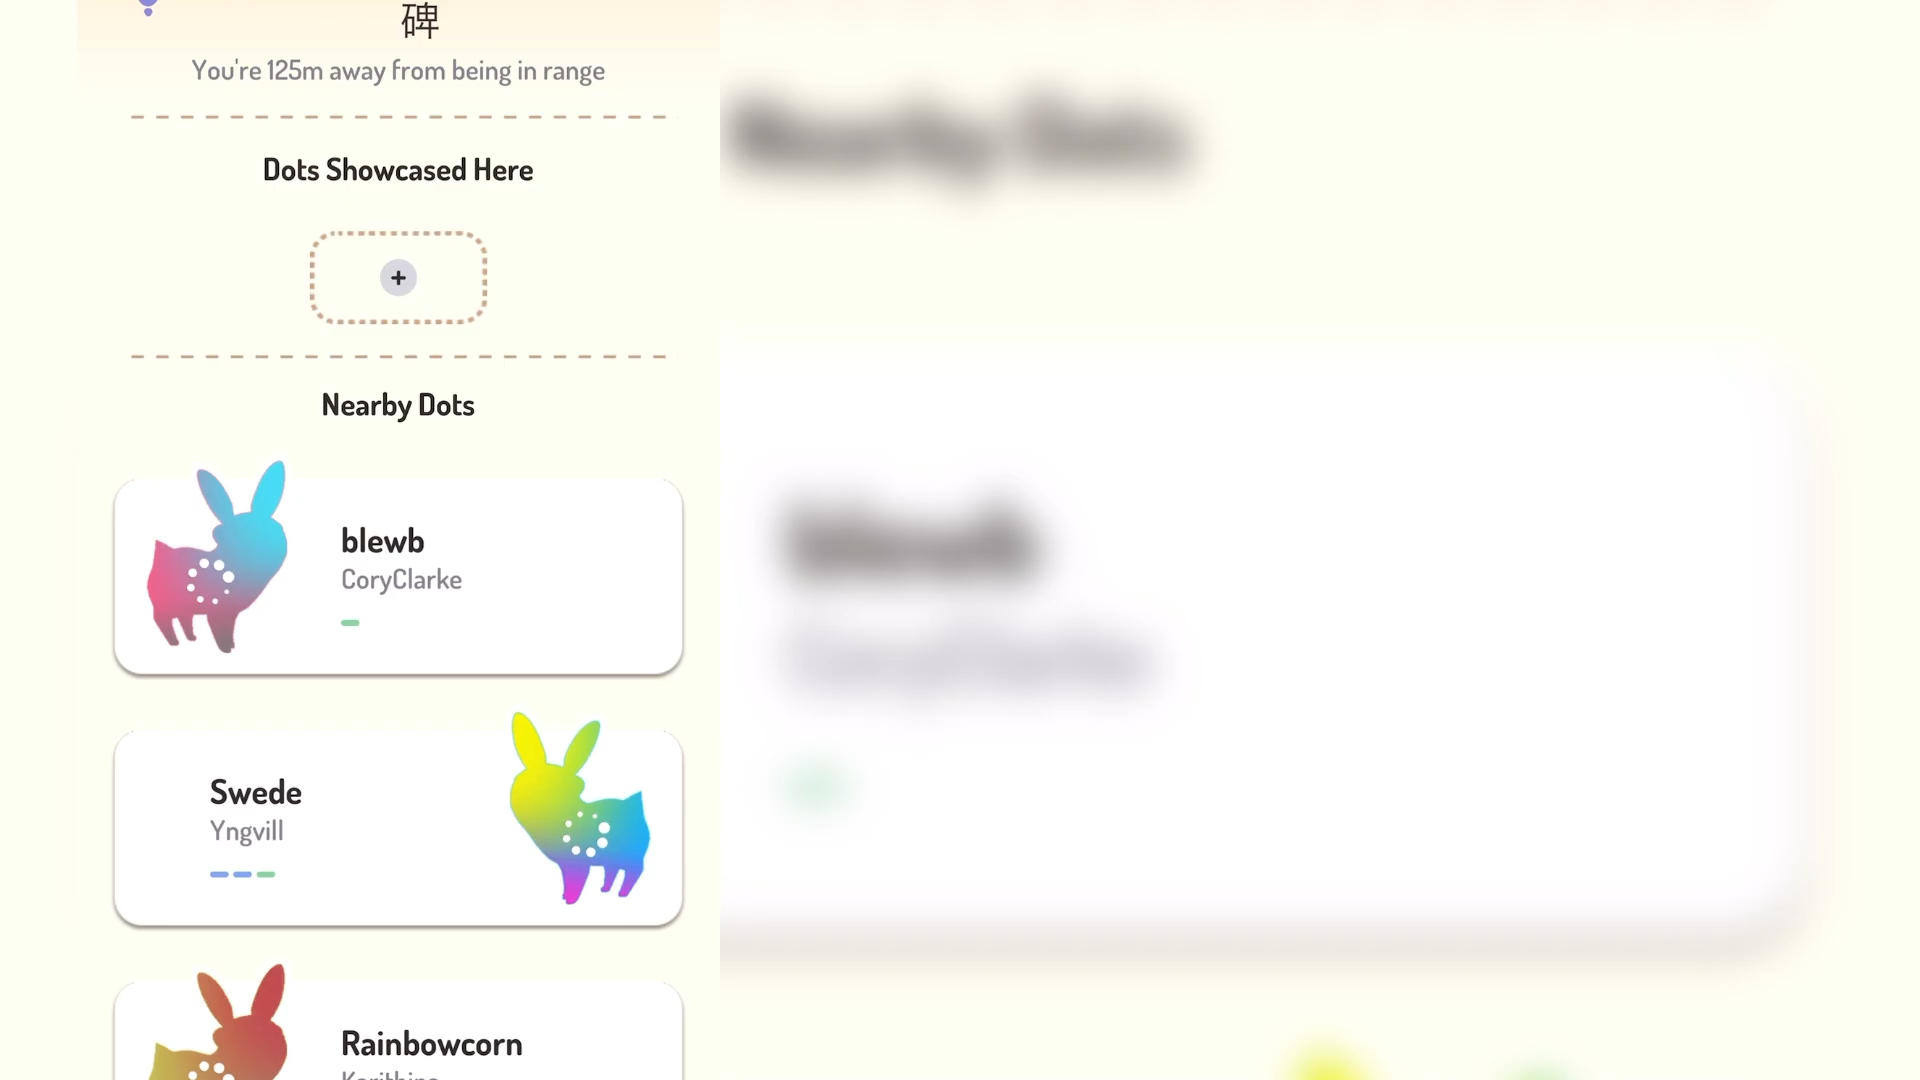 碑
You're 125m away from being in range
Dots Showcased Here
+
Nearby Dots
blewb
CoryClarke
Swede
Yngvill
Rainbowcorn